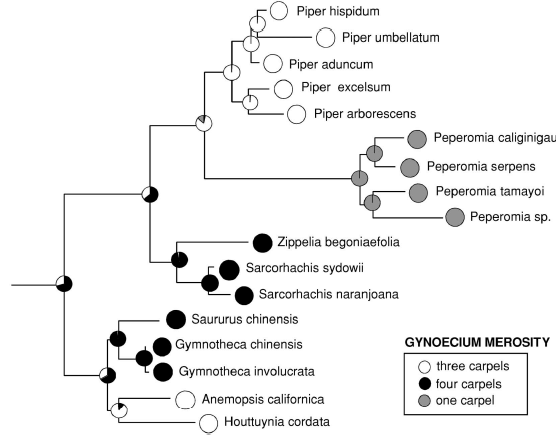 Piper hispidum
Piper umbellatum
Piper aduncum
Piper excelsum
Piper arborescens
Peperomia caliginigau
Peperomia serpens
Peperomia tamayoi
Peperomia sp.
Zippelia begoniaefolia
Sarcorhachis sydowii
Sarcorhachis naranjoana
Saururus chinensis
Gymnotheca chinensis
Gymnotheca involucrata
Anemopsis californica
Houttuynia cordata
GYNOECIUM MEROSITY
three carpels
four carpels
one carpel